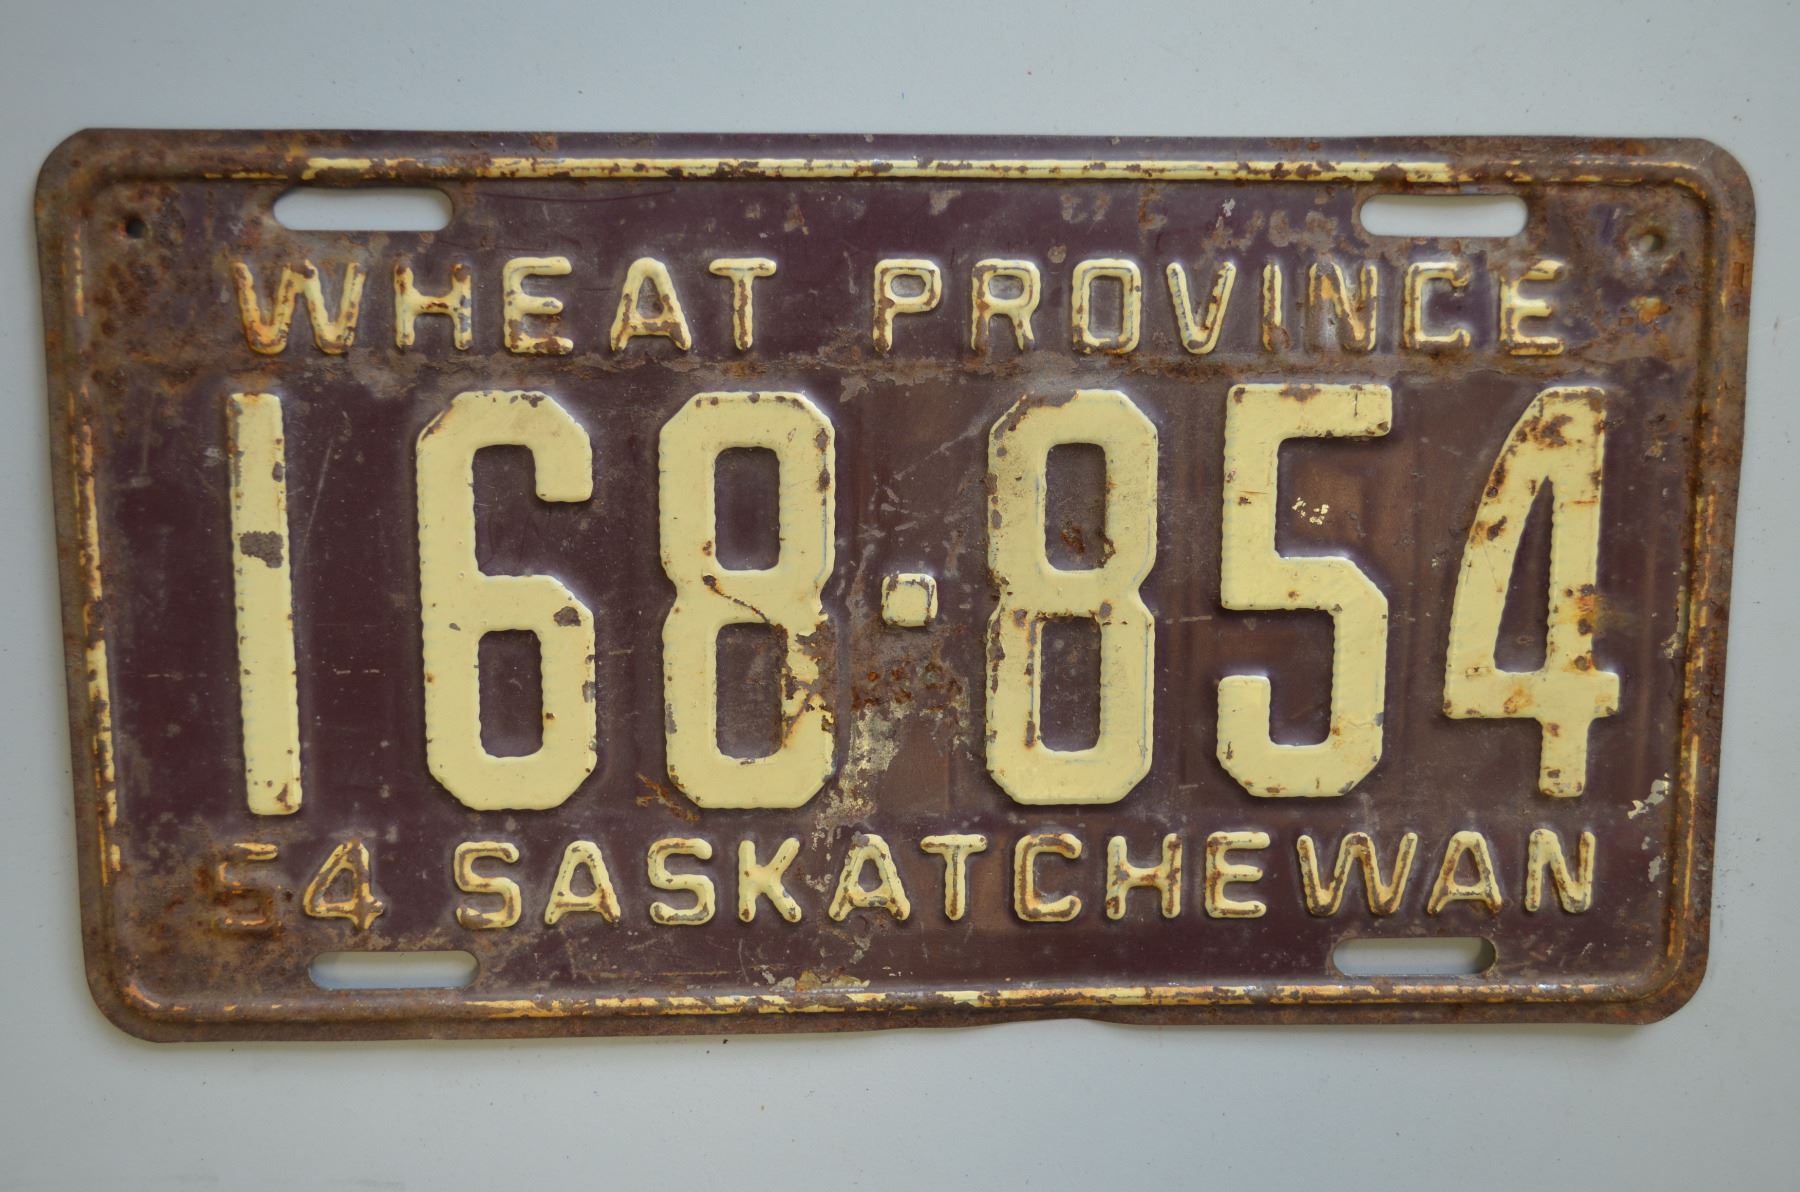 WHEAT PROVINCE
168·854
54 SASKATCHEWAN